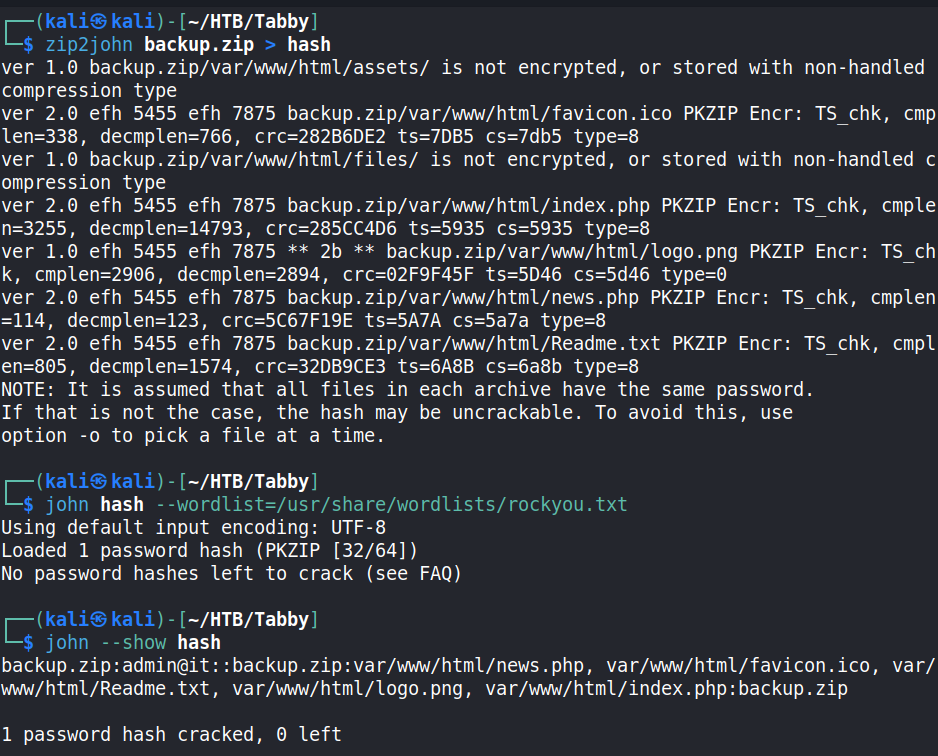 ┌──(kali㉿kali)-[~/HTB/Tabby]
└─$ zip2john backup.zip > hash
ver 1.0 backup.zip/var/www/html/assets/ is not encrypted, or stored with non-handled
compression type
ver 2.0 efh 5455 efh 7875 backup.zip/var/www/html/favicon.ico PKZIP Encr: TS_chk, cmp
len=338, decmplen=766, crc=282B6DE2 ts=7DB5 cs=7db5 type=8
ver 1.0 backup.zip/var/www/html/files/ is not encrypted, or stored with non-handled c
ompression type
ver 2.0 efh 5455 efh 7875 backup.zip/var/www/html/index.php PKZIP Encr: TS_chk, cmple
n=3255, decmplen=14793, crc=285CC4D6 ts=5935 cs=5935 type=8
ver 1.0 efh 5455 efh 7875 ** 2b ** backup.zip/var/www/html/logo.png PKZIP Encr: TS_ch
k, cmplen=2906, decmplen=2894, crc=02F9F45F ts=5D46 cs=5d46 type=0
ver 2.0 efh 5455 efh 7875 backup.zip/var/www/html/news.php PKZIP Encr: TS_chk, cmplen
=114, decmplen=123, crc=5C67F19E ts=5A7A cs=5a7a type=8
ver 2.0 efh 5455 efh 7875 backup.zip/var/www/html/Readme.txt PKZIP Encr: TS_chk, cmpl
en=805, decmplen=1574, crc=32DB9CE3 ts=6A8B cs=6a8b type=8
NOTE: It is assumed that all files in each archive have the same password.
If that is not the case, the hash may be uncrackable. To avoid this, use
option -o to pick a file at a time.
┌──(kali㉿kali)-[~/HTB/Tabby]
└─$ john hash --wordlist=/usr/share/wordlists/rockyou.txt
Using default input encoding: UTF-8
Loaded 1 password hash (PKZIP [32/64])
No password hashes left to crack (see FAQ)
┌──(kali㉿kali)-[~/HTB/Tabby]
└─$ john --show hash
backup.zip:admin@it::backup.zip:var/www/html/news.php, var/www/html/favicon.ico, var/
www/html/Readme.txt, var/www/html/logo.png, var/www/html/index.php:backup.zip
1 password hash cracked, 0 left